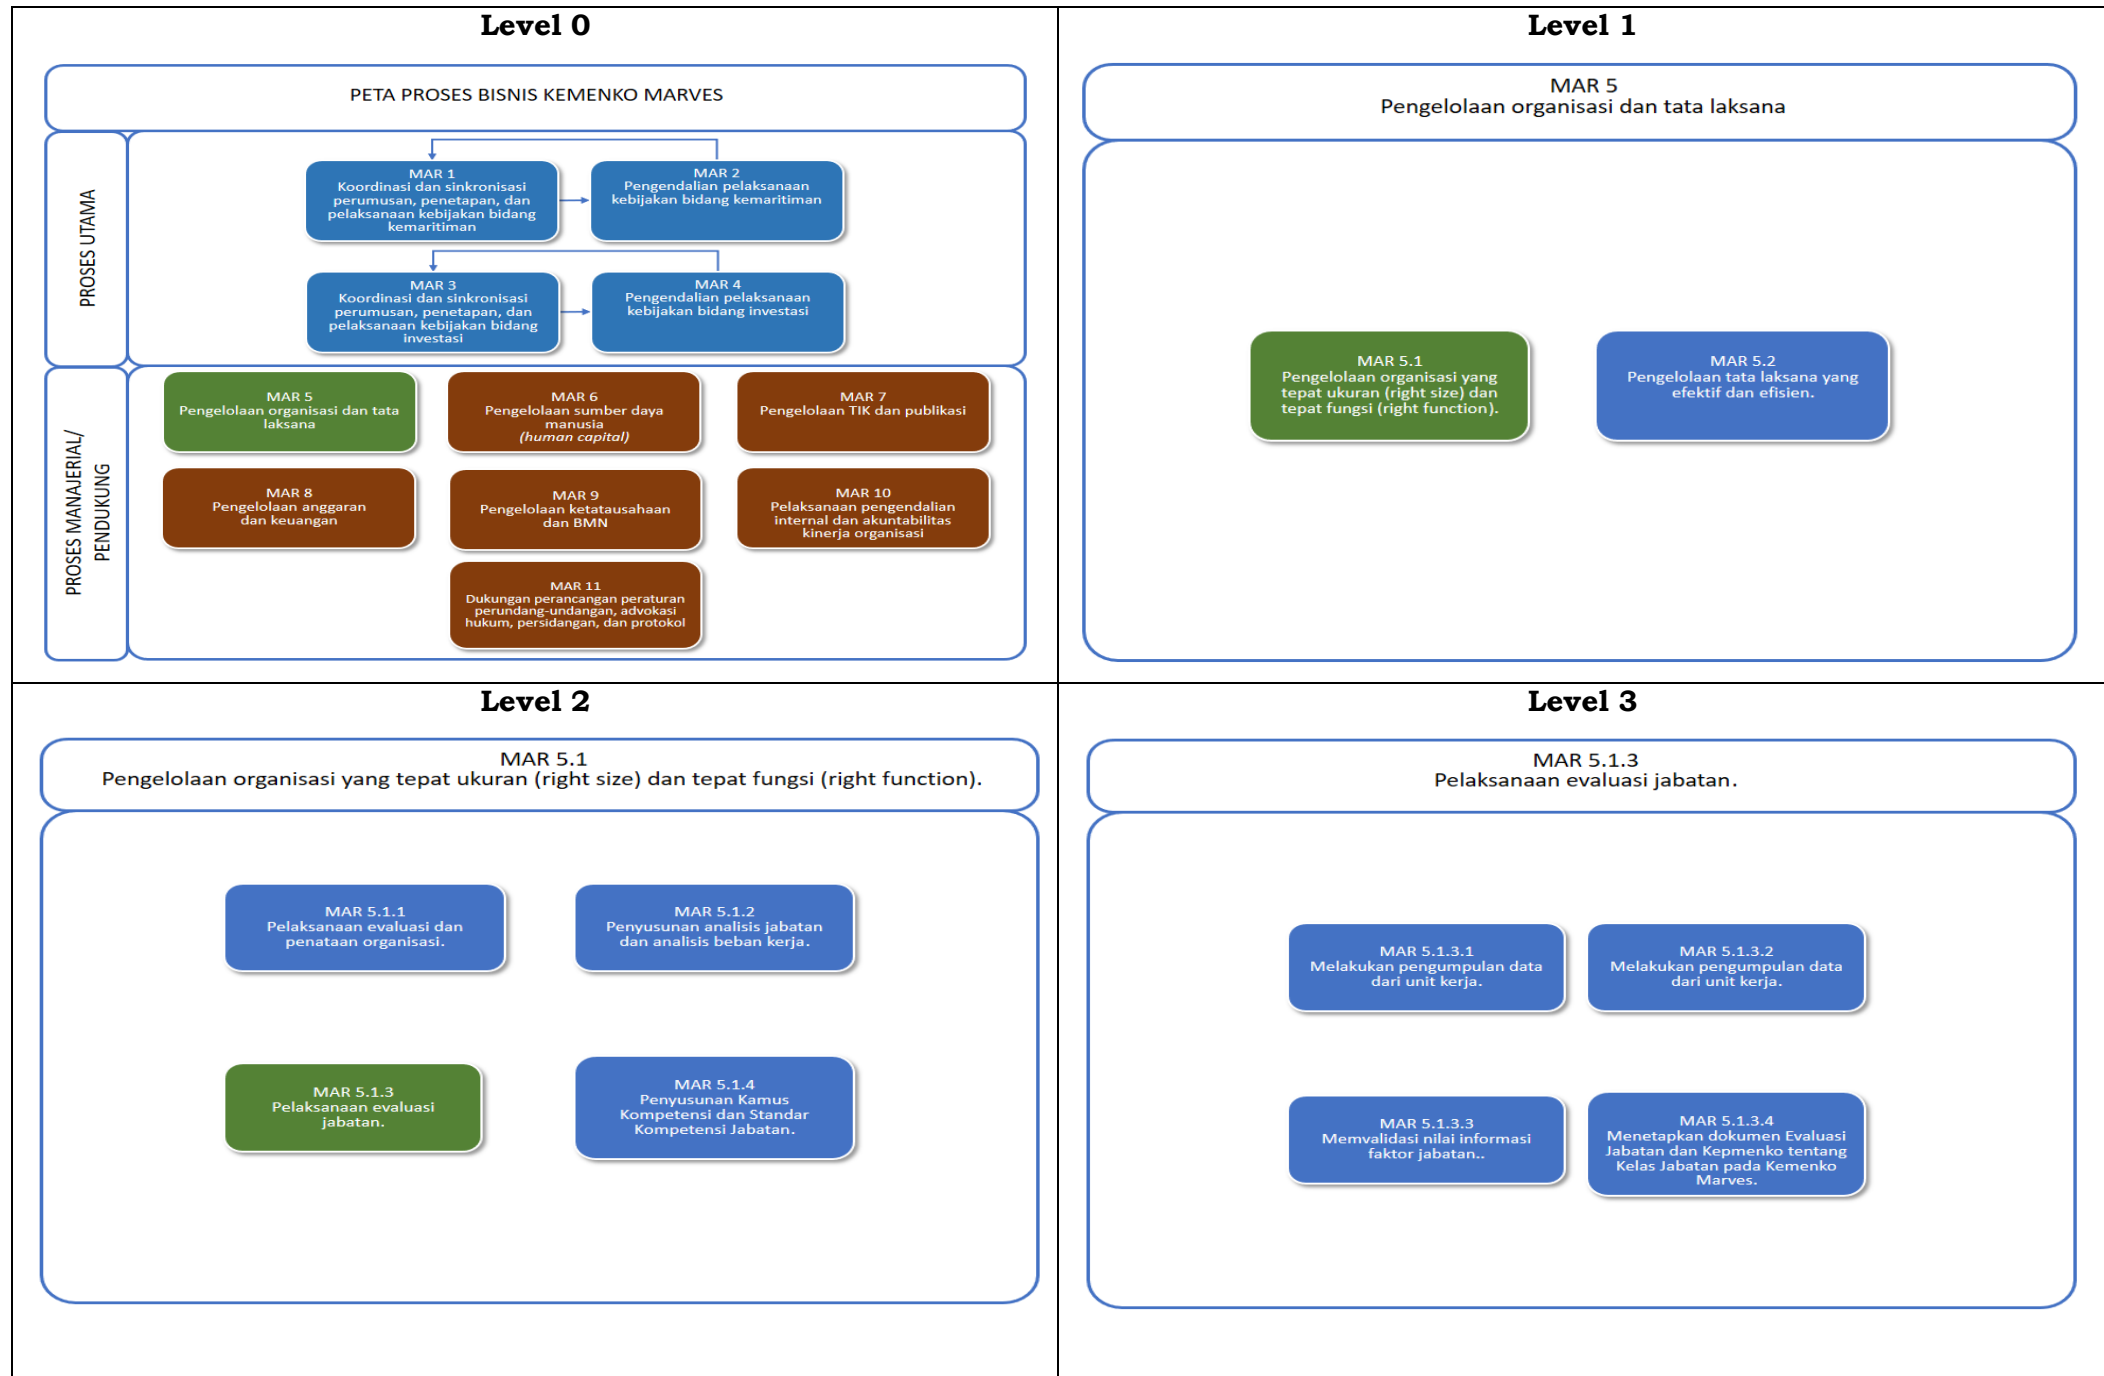 Level 0
PETA PROSES BISNIS KEMENKO MARVES
PROSES UTAMA
MAR 1
Koordinasi dan sinkronisasi
perumusan, penetapan, dan
pelaksanaan kebijakan bidang
kemaritiman
MAR 2
Pengendalian pelaksanaan
kebijakan bidang kemaritiman
MAR 3
Koordinasi dan sinkronisasi
perumusan, penetapan, dan
pelaksanaan kebijakan bidang
investasi
MAR 4
Pengendalian pelaksanaan
kebijakan bidang investasi
PROSES MANAJERIAL/
PENDUKUNG
MAR 5
Pengelolaan organisasi dan tata
laksana
MAR 6
Pengelolaan sumber daya
manusia
(human capital)
MAR 7
Pengelolaan TIK dan publikasi
MAR 8
Pengelolaan anggaran
dan keuangan
MAR 9
Pengelolaan ketatausahaan
dan BMN
MAR 10
Pelaksanaan pengendalian
internal dan akuntabilitas
kinerja organisasi
MAR 11
Dukungan perancangan peraturan
perundang-undangan, advokasi
hukum, persidangan, dan protokol
Level 1
MAR 5
Pengelolaan organisasi dan tata laksana
MAR 5.1
Pengelolaan organisasi yang
tepat ukuran (right size) dan
tepat fungsi (right function).
MAR 5.2
Pengelolaan tata laksana yang
efektif dan efisien.
Level 2
MAR 5.1
Pengelolaan organisasi yang tepat ukuran (right size) dan tepat fungsi (right function).
MAR 5.1.1
Pelaksanaan evaluasi dan
penataan organisasi.
MAR 5.1.2
Penyusunan analisis jabatan
dan analisis beban kerja.
MAR 5.1.3
Pelaksanaan evaluasi
jabatan.
MAR 5.1.4
Penyusunan Kamus
Kompetensi dan Standar
Kompetensi Jabatan.
Level 3
MAR 5.1.3
Pelaksanaan evaluasi jabatan.
MAR 5.1.3.1
Melakukan pengumpulan data
dari unit kerja.
MAR 5.1.3.2
Melakukan pengumpulan data
dari unit kerja.
MAR 5.1.3.3
Memvalidasi nilai informasi
faktor jabatan..
MAR 5.1.3.4
Menetapkan dokumen Evaluasi
Jabatan dan Kepmenko tentang
Kelas Jabatan pada Kemenko
Marves.